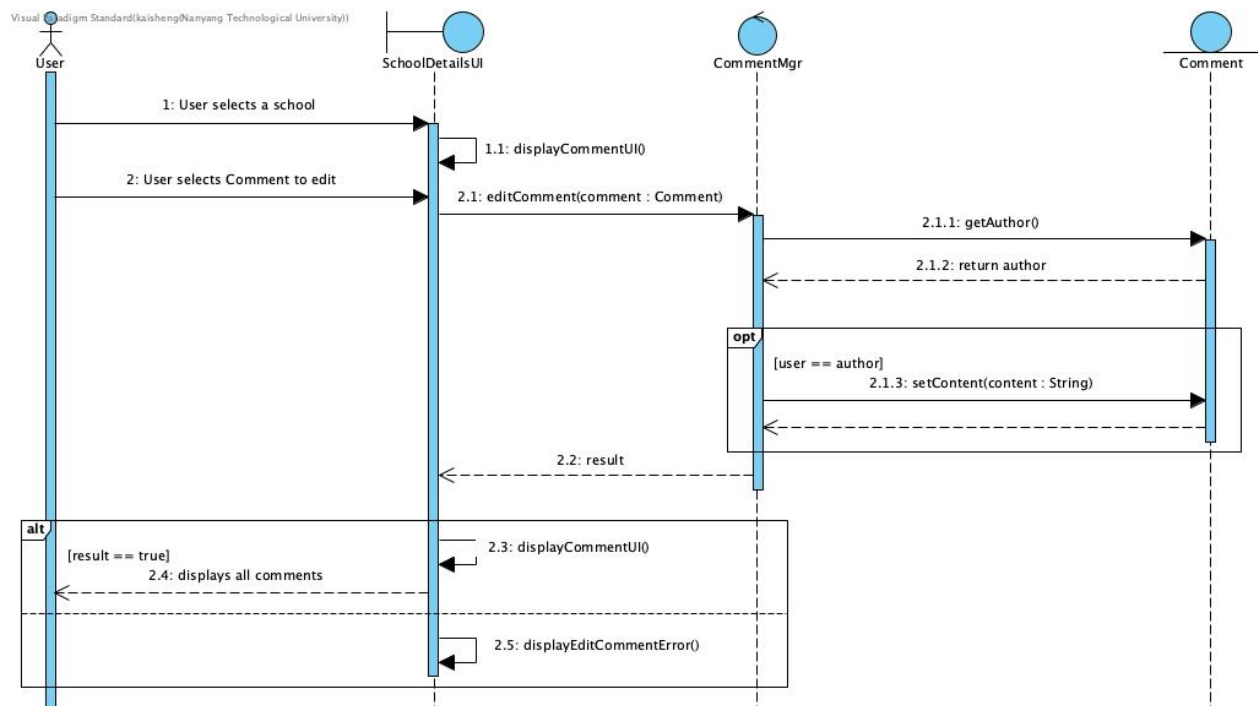 Visual Paradigm Standard(kaisheng(Nanyang Technological University))
User
SchoolDetailsUI
CommentMgr
Comment
1: User selects a school
1.1: displayCommentUI()
2: User selects Comment to edit
2.1: editComment(comment : Comment)
2.1.1: getAuthor()
2.1.2: return author
opt
[user == author]
2.1.3: setContent(content : String)
2.2: result
alt
[result == true]
2.3: displayCommentUI()
2.4: displays all comments
2.5: displayEditCommentError()